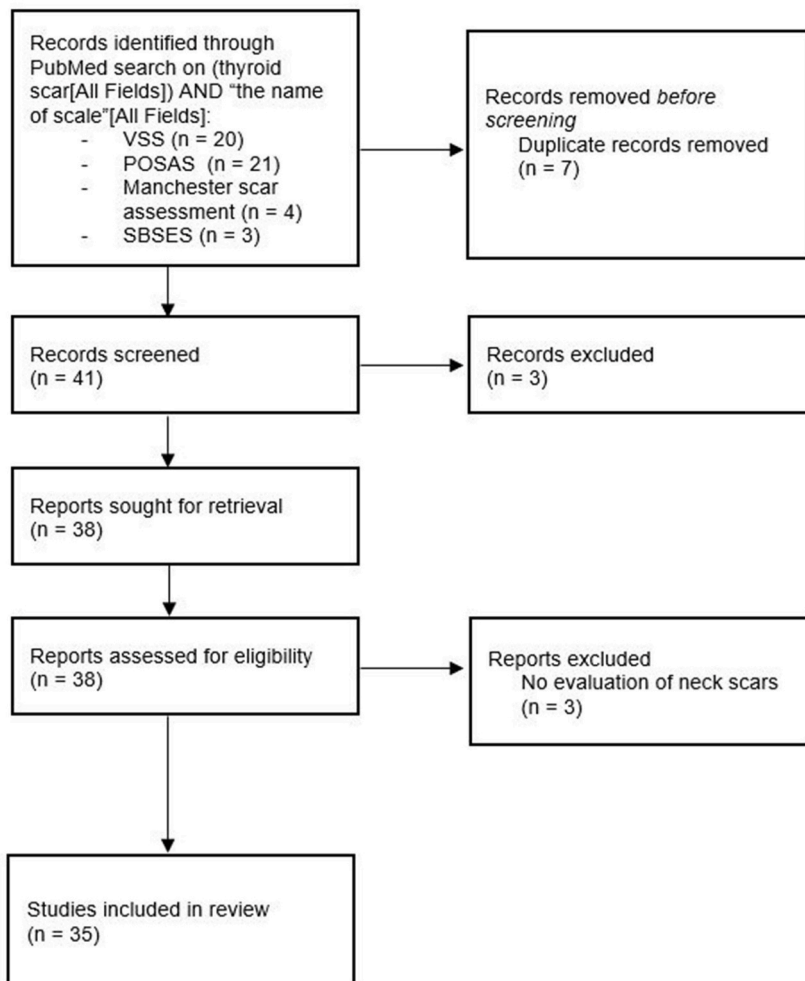 Records identified through
PubMed search on (thyroid
scar[All Fields]) AND “the name
of scale”[All Fields]:
- VSS (n = 20)
- POSAS (n = 21)
- Manchester scar
assessment (n = 4)
- SBSES (n = 3)
Records removed before
screening
Duplicate records removed
(n = 7)
Records screened
(n = 41)
Records excluded
(n = 3)
Reports sought for retrieval
(n = 38)
Reports assessed for eligibility
(n = 38)
Reports excluded
No evaluation of neck scars
(n = 3)
Studies included in review
(n = 35)